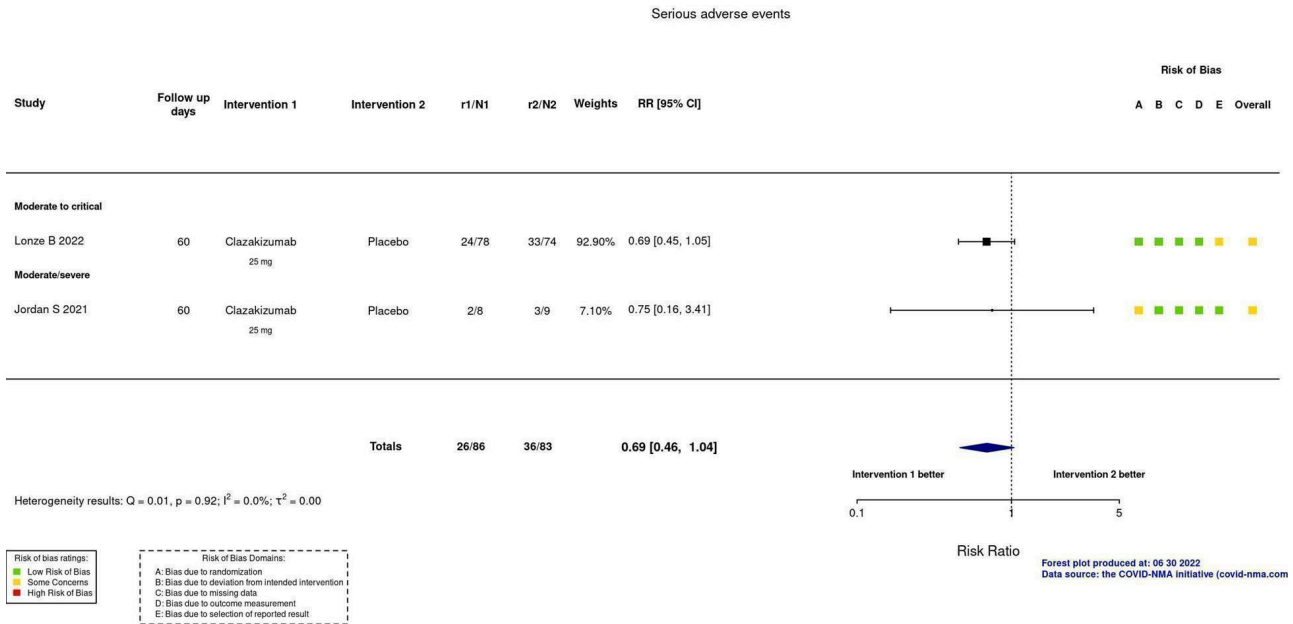 Serious adverse events
Risk of Bias
Study Follow up days Intervention 1 Intervention 2 r1/N1 r2/N2 Weights RR [95% CI] A B C D E Overall
Moderate to critical
Lonze B 2022 60 Clazakizumab Placebo 24/78 33/74 92.90% 0.69 [0.45, 1.05]
25 mg
Moderate/severe
Jordan S 2021 60 Clazakizumab Placebo 2/8 3/9 7.10% 0.75 [0.16, 3.41]
25 mg
Totals 26/86 36/83 0.69 [0.46, 1.04]
Intervention 1 better Intervention 2 better
Heterogeneity results: Q = 0.01, p = 0.92; I² = 0.0%; τ² = 0.00
0.1 1 5
Risk Ratio
Forest plot produced at: 06 30 2022
Data source: the COVID-NMA initiative (covid-nma.com
Risk of bias ratings:
Low Risk of Bias
Some Concerns
High Risk of Bias
Risk of Bias Domains:
A: Bias due to randomization
B: Bias due to deviation from intended intervention
C: Bias due to missing data
D: Bias due to outcome measurement
E: Bias due to selection of reported result